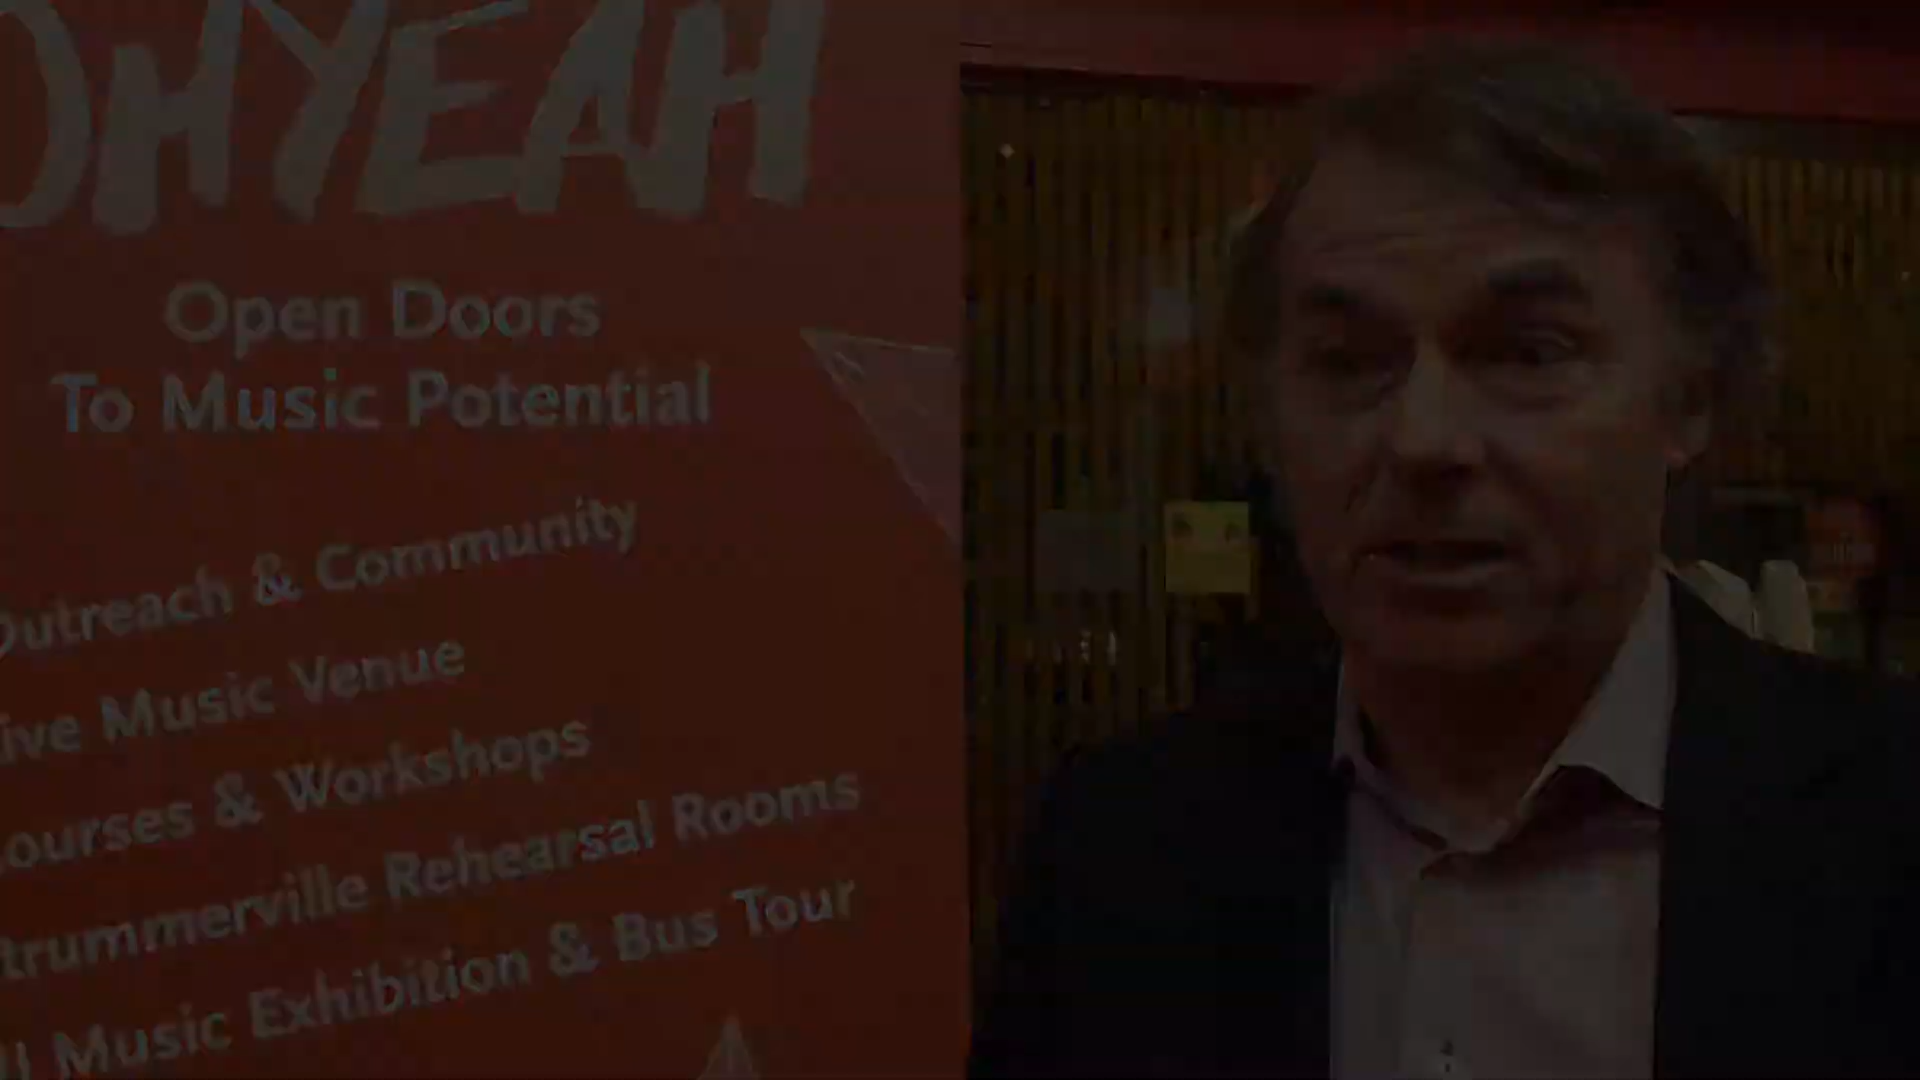 OHYEAH
Open Doors
To Music Potential
Outreach & Community
ive Music Venue
ourses & Workshops
trummerville Rehearsal Rooms
NI Music Exhibition & Bus Tour